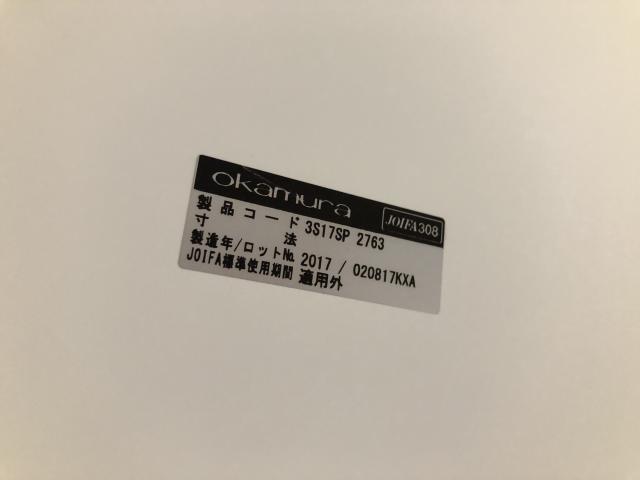 okamura
JOIFA308
製品コード 3S17SP 2763
寸法
製造年/ロットNo. 2017 / 020817KXA
JOIFA標準使用期間 適用外